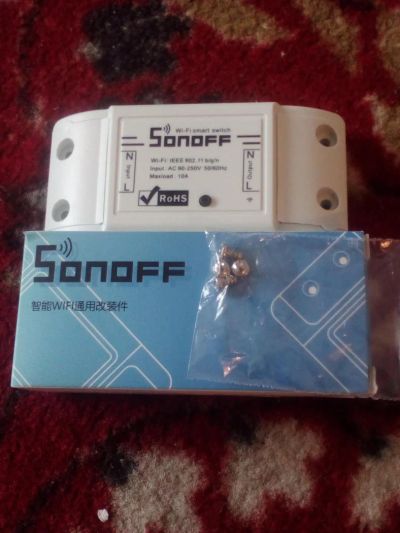 Wi-Fi smart switch
SONOFF
Wi-Fi: IEEE 802.11 b/g/n
Input: AC 90-250V 50/60Hz
Maxload: 10A
RoHS
N
Input
L
N
Output
L
SONOFF
智能WIFI通用改装件